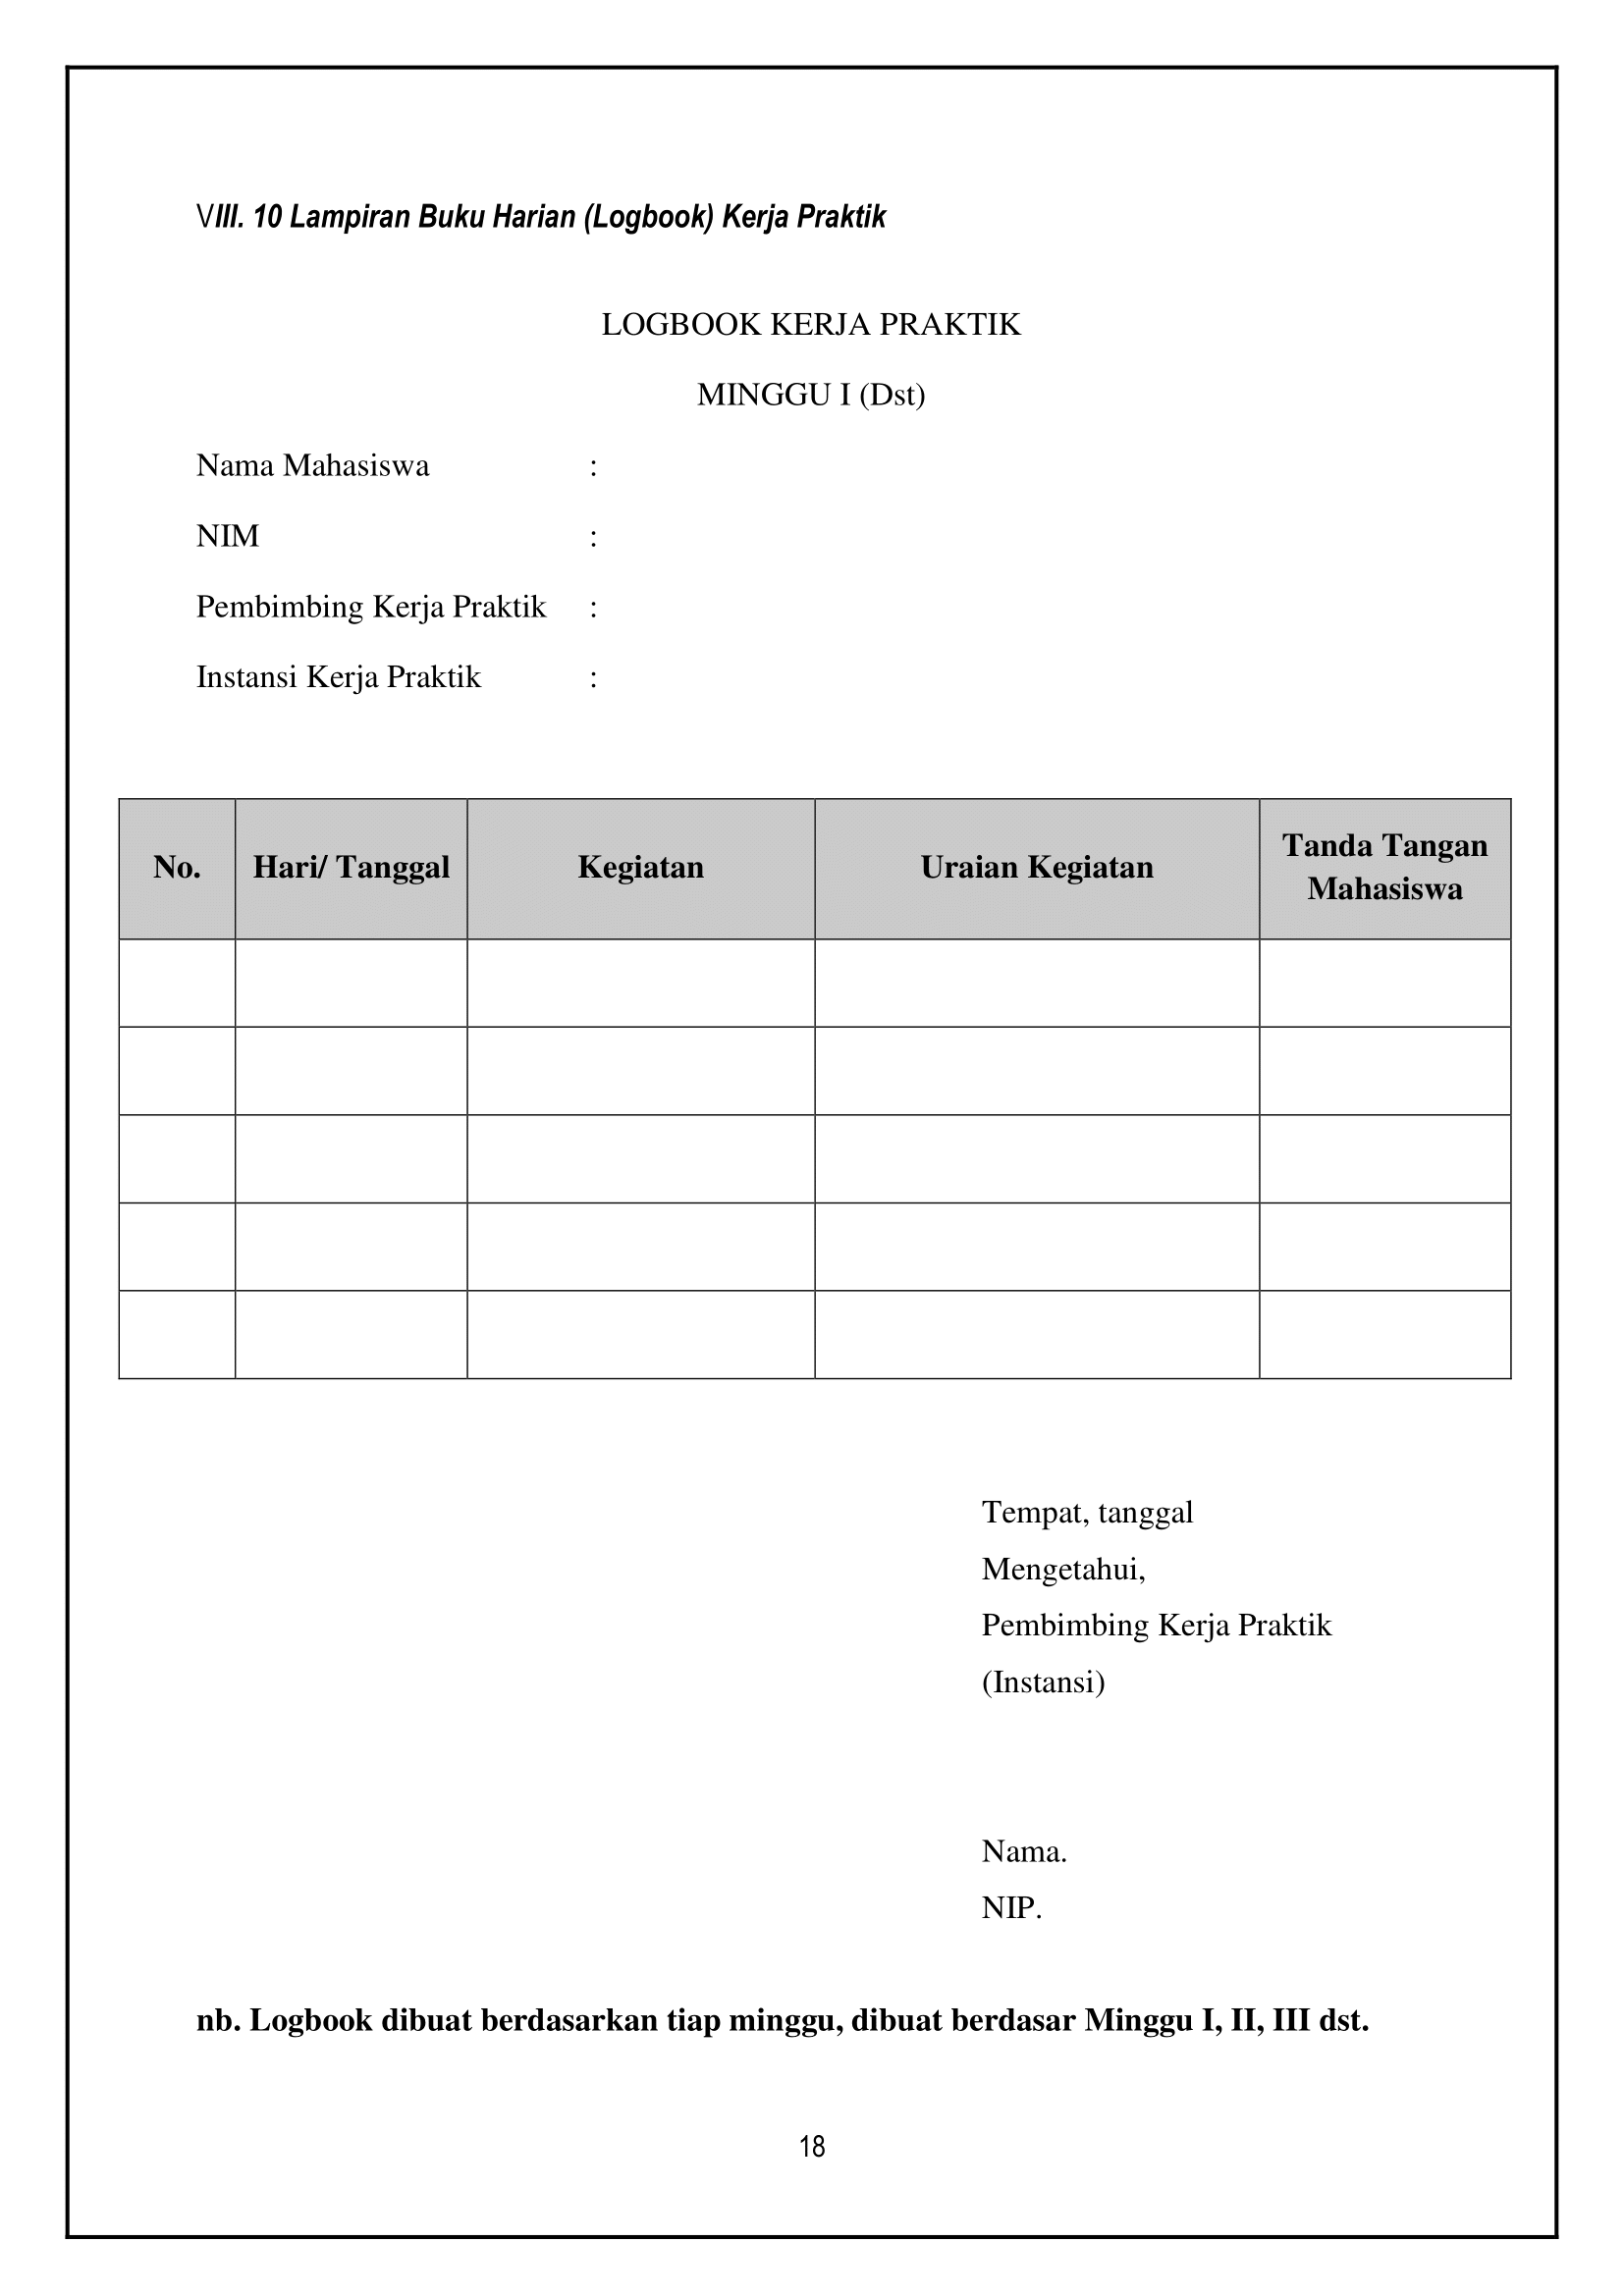 VIII. 10 Lampiran Buku Harian (Logbook) Kerja Praktik
LOGBOOK KERJA PRAKTIK
MINGGU I (Dst)
Nama Mahasiswa :
NIM :
Pembimbing Kerja Praktik :
Instansi Kerja Praktik :
No. Hari/ Tanggal Kegiatan Uraian Kegiatan Tanda Tangan Mahasiswa
Tempat, tanggal
Mengetahui,
Pembimbing Kerja Praktik
(Instansi)
Nama.
NIP.
nb. Logbook dibuat berdasarkan tiap minggu, dibuat berdasar Minggu I, II, III dst.
18